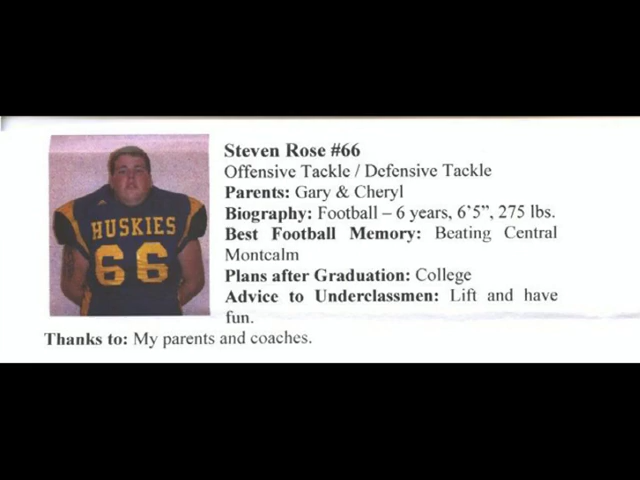 HUSKIES
66
Steven Rose #66
Offensive Tackle / Defensive Tackle
Parents: Gary & Cheryl
Biography: Football – 6 years, 6’5”, 275 lbs.
Best Football Memory: Beating Central
Montcalm
Plans after Graduation: College
Advice to Underclassmen: Lift and have
fun.
Thanks to: My parents and coaches.